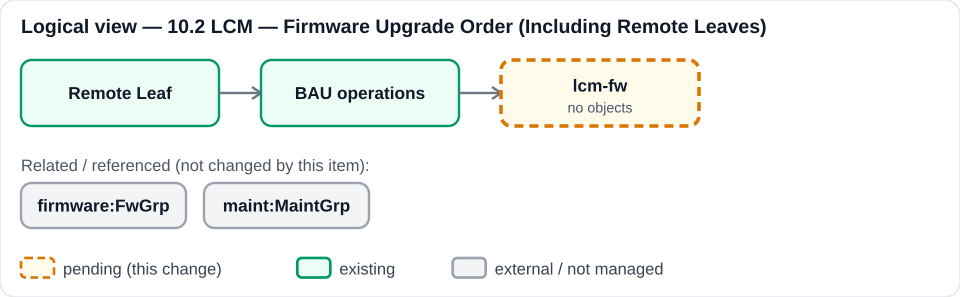 Logical view — 10.2 LCM — Firmware Upgrade Order (Including Remote Leaves)
Remote Leaf
BAU operations
lcm-fw
no objects
Related / referenced (not changed by this item):
firmware:FwGrp
maint:MaintGrp
pending (this change)
existing
external / not managed